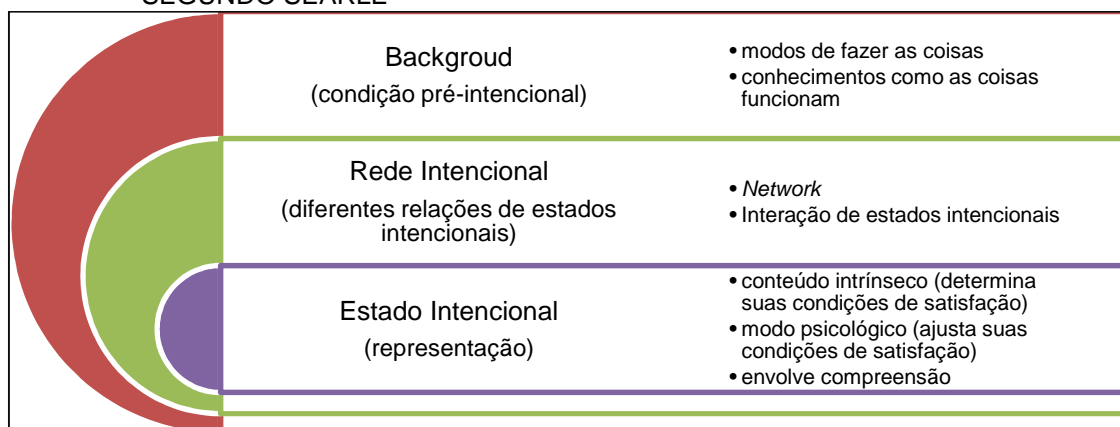 SEGUNDO SEARLE
Backgroud
(condição pré-intencional)
• modos de fazer as coisas
• conhecimentos como as coisas
funcionam
Rede Intencional
(diferentes relações de estados
intencionais)
• Network
• Interação de estados intencionais
Estado Intencional
(representação)
• conteúdo intrínseco (determina
suas condições de satisfação)
• modo psicológico (ajusta suas
condições de satisfação)
• envolve compreensão